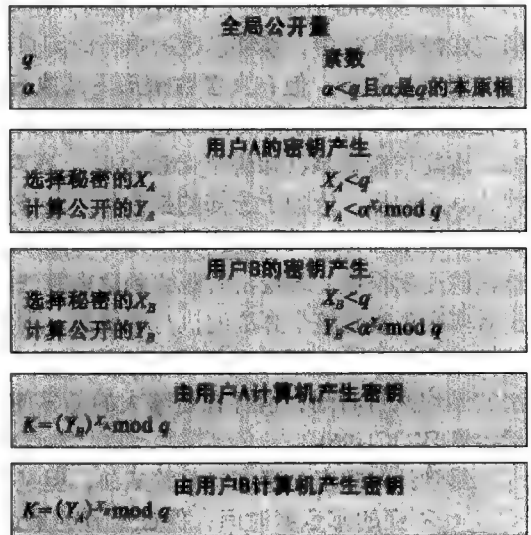 全局公开量
q 素数
α α<q且α是q的本原根
用户A的密钥产生
选择秘密的X_A X_A<q
计算公开的Y_A Y_A<α^{X_A} mod q
用户B的密钥产生
选择秘密的X_B X_B<q
计算公开的Y_B Y_B<α^{X_B} mod q
由用户A计算机产生密钥
K=(Y_B)^{X_A} mod q
由用户B计算机产生密钥
K=(Y_A)^{X_B} mod q